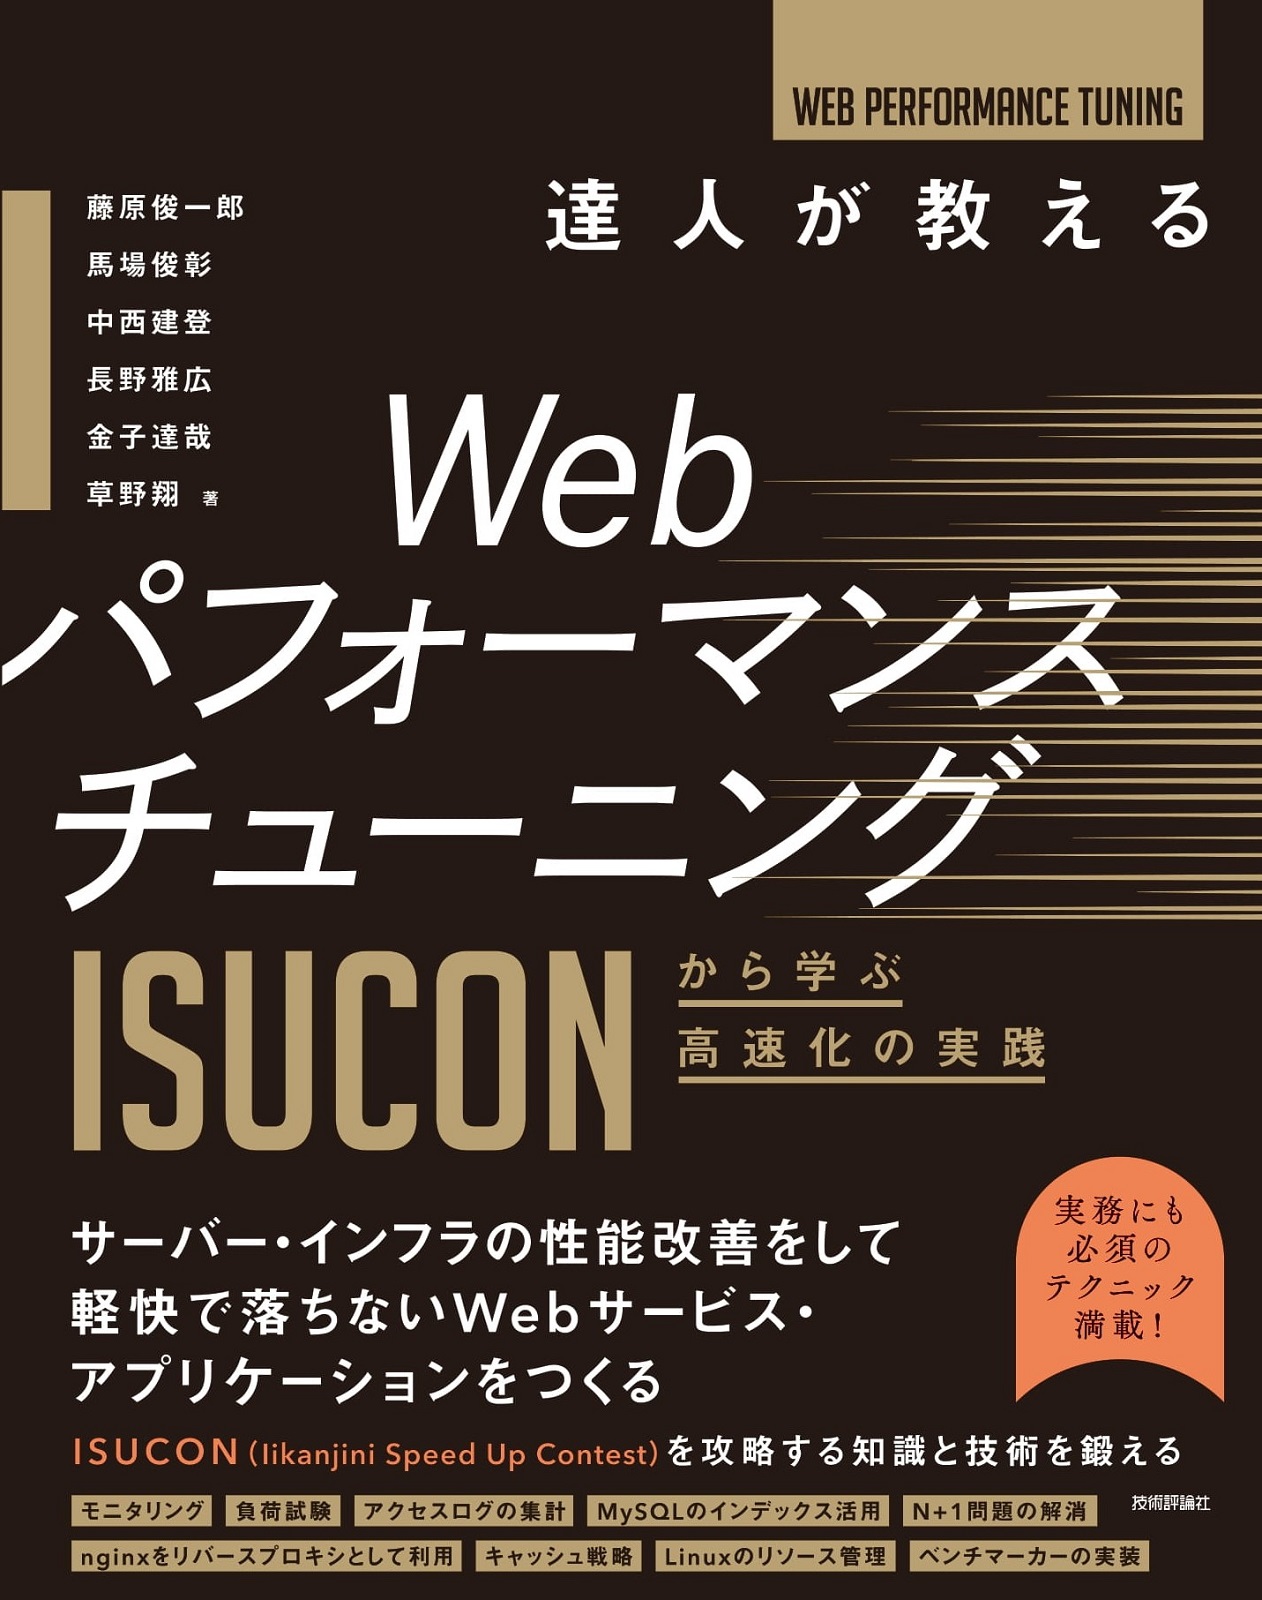 WEB PERFORMANCE TUNING
達人が教える
藤原俊一郎
馬場俊彰
中西建登
長野雅広
金子達哉
草野翔 著
Web
パフォーマンス
チューニング
ISUCON
から学ぶ
高速化の実践
サーバー・インフラの性能改善をして
軽快で落ちないWebサービス・
アプリケーションをつくる
実務にも
必須の
テクニック
満載！
ISUCON（Iikanjini Speed Up Contest）を攻略する知識と技術を鍛える
モニタリング 負荷試験 アクセスログの集計 MySQLのインデックス活用 N+1問題の解消
技術評論社
nginxをリバースプロキシとして利用 キャッシュ戦略 Linuxのリソース管理 ベンチマーカーの実装